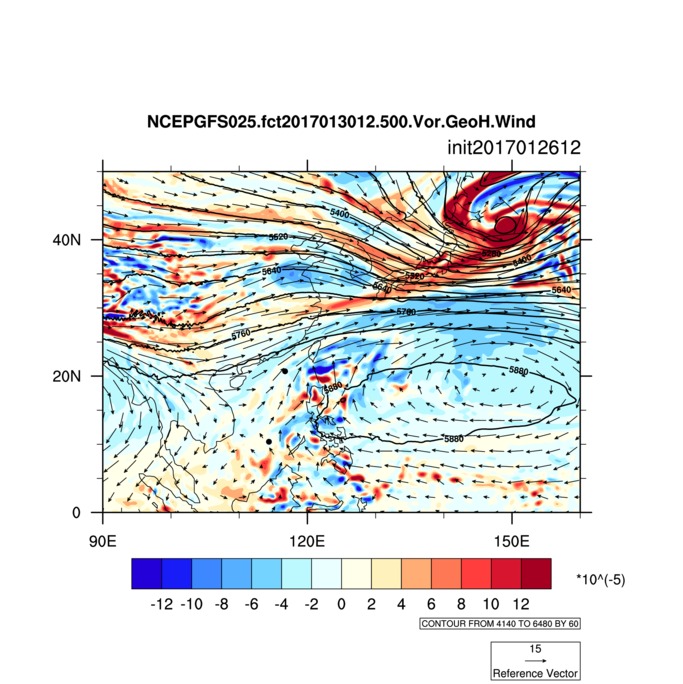 NCEPGFS025.fct2017013012.500.Vor.GeoH.Wind
init2017012612
5400
5520
5280
5400
40N
5640
5520
5640
5640
5760
5760
5880
20N
5880
5880
0
90E 120E 150E
-12 -10 -8 -6 -4 -2 0 2 4 6 8 10 12
*10^(-5)
CONTOUR FROM 4140 TO 6480 BY 60
15
Reference Vector